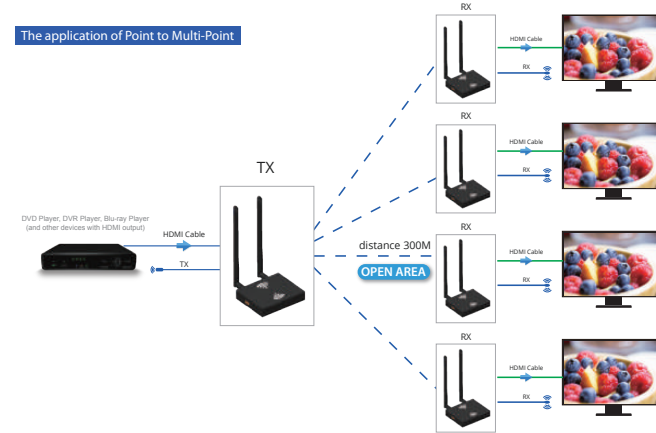 The application of Point to Multi-Point
RX
HDMI Cable
RX
RX
HDMI Cable
RX
TX
DVD Player, DVR Player, Blu-ray Player
(and other devices with HDMI output)
HDMI Cable
TX
distance 300M
OPEN AREA
RX
HDMI Cable
RX
RX
HDMI Cable
RX